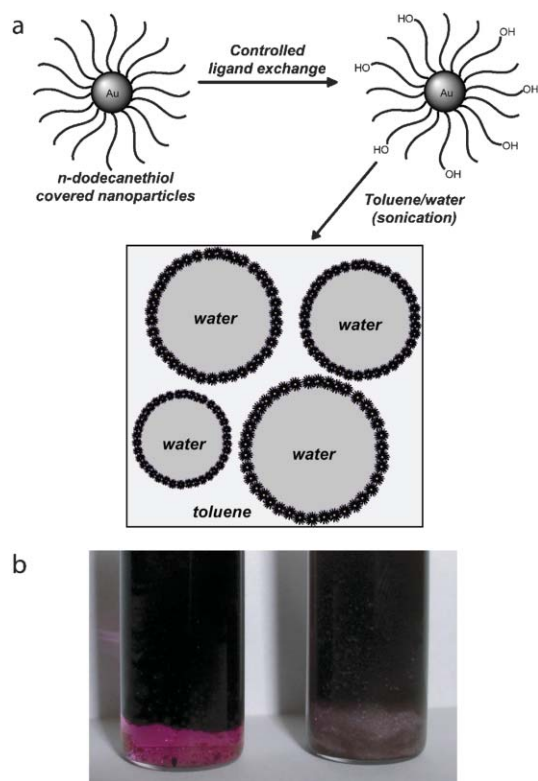 a
Controlled
ligand exchange
Au
n-dodecanethiol
covered nanoparticles
HO
OH
HO
Au
OH
HO
OH
OH
Toluene/water
(sonication)
water
water
water
water
toluene
b